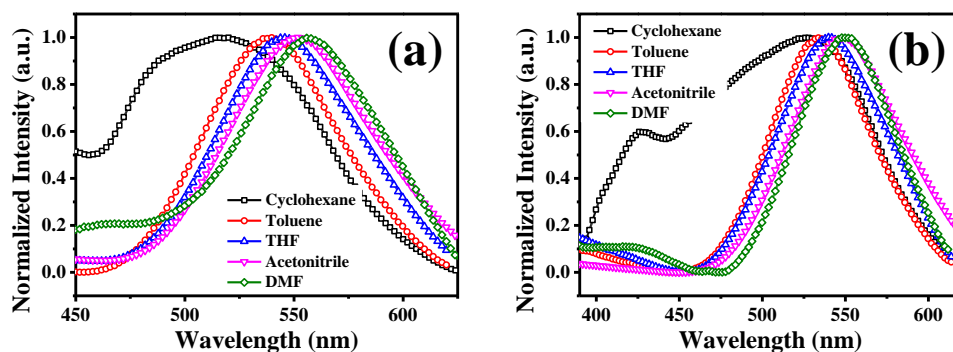 (a)
Normalized Intensity (a.u.)
1.0
0.8
0.6
0.4
0.2
0.0
Cyclohexane
Toluene
THF
Acetonitrile
DMF
450 500 550 600
Wavelength (nm)
(b)
Normalized Intensity (a.u.)
1.0
0.8
0.6
0.4
0.2
0.0
Cyclohexane
Toluene
THF
Acetonitrile
DMF
400 450 500 550 600
Wavelength (nm)